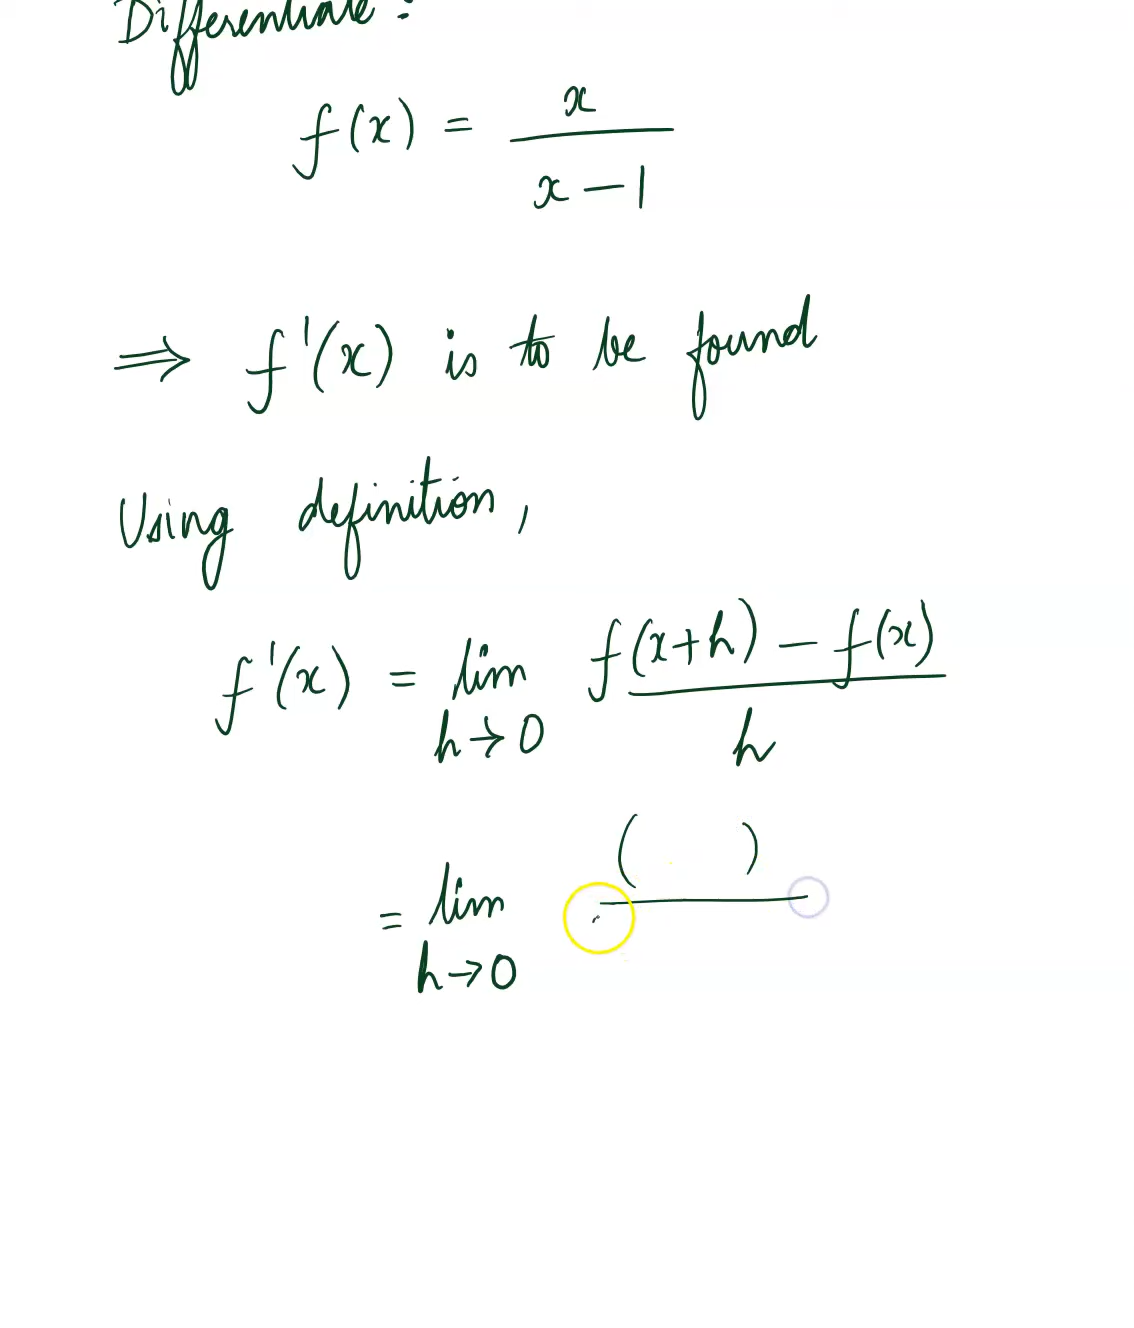 Differentiate:
f(x) = x / x − 1
⇒ f'(x) is to be found
Using definition,
f'(x) = lim h→0 f(x+h) − f(x) / h
= lim h→0 ( )